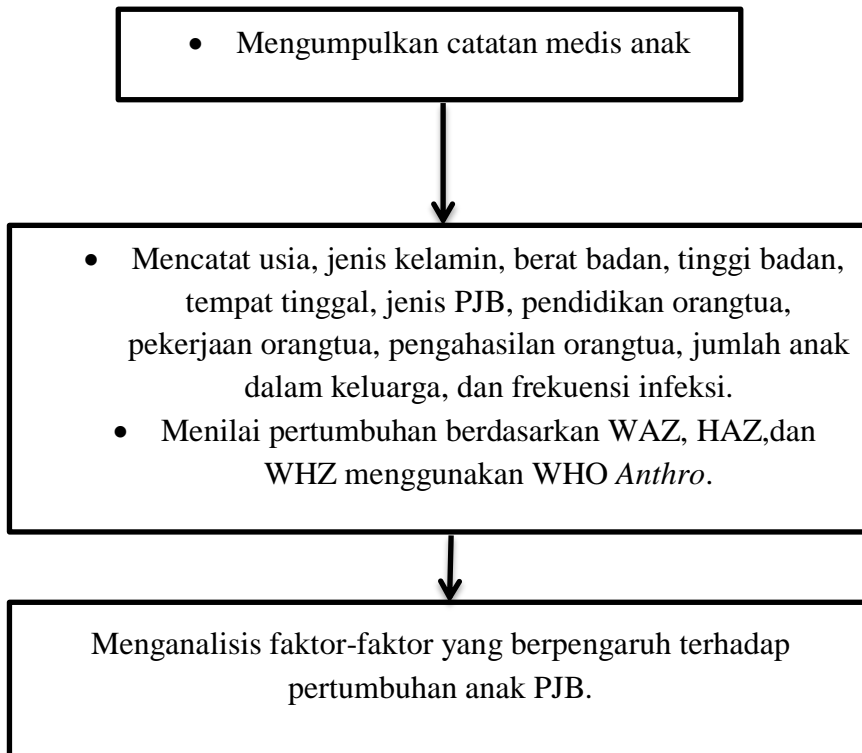 • Mengumpulkan catatan medis anak
• Mencatat usia, jenis kelamin, berat badan, tinggi badan,
tempat tinggal, jenis PJB, pendidikan orangtua,
pekerjaan orangtua, pengahasilan orangtua, jumlah anak
dalam keluarga, dan frekuensi infeksi.
• Menilai pertumbuhan berdasarkan WAZ, HAZ,dan
WHZ menggunakan WHO Anthro.
Menganalisis faktor-faktor yang berpengaruh terhadap
pertumbuhan anak PJB.